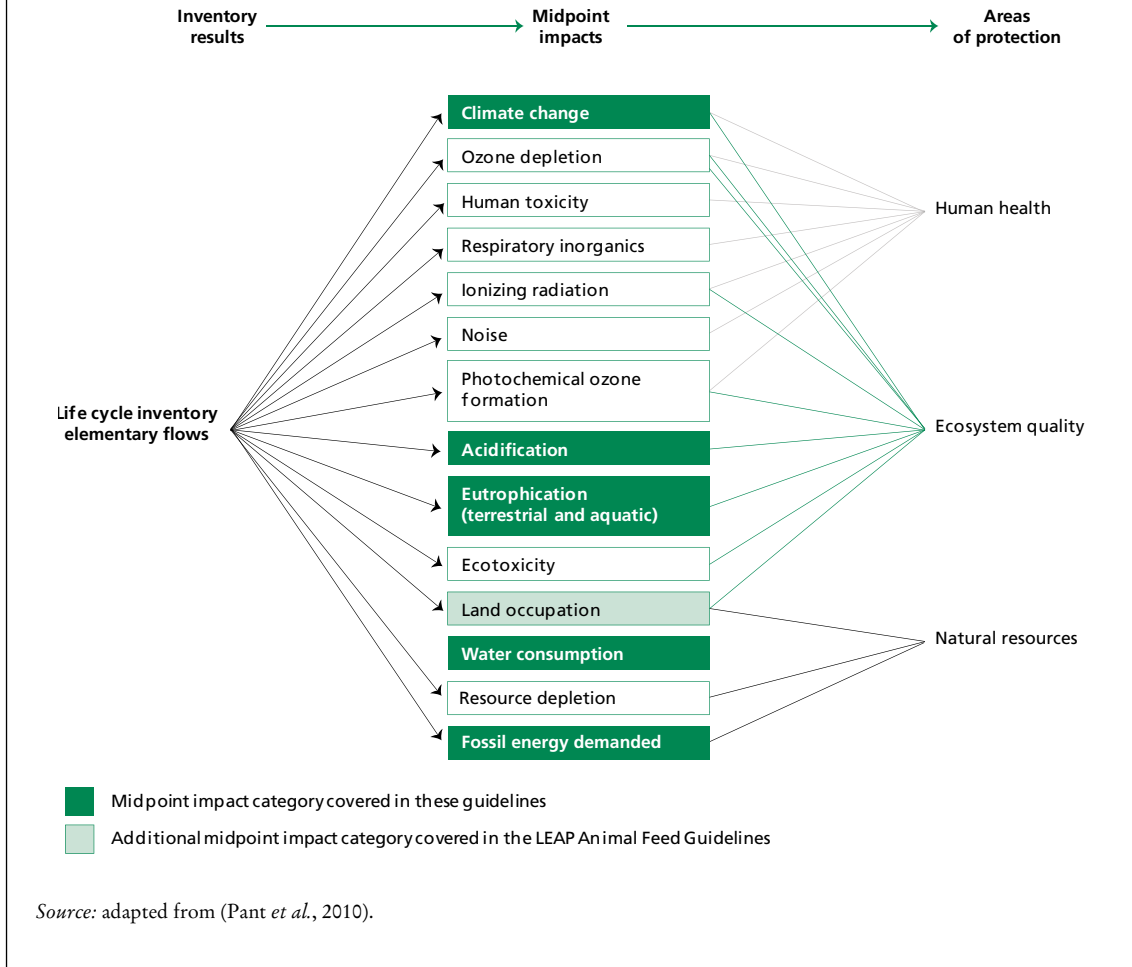 Inventory
results
Midpoint
impacts
Areas
of protection
Climate change
Ozone depletion
Human toxicity
Respiratory inorganics
Ionizing radiation
Noise
Photochemical ozone
formation
Acidification
Eutrophication
(terrestrial and aquatic)
Ecotoxicity
Land occupation
Water consumption
Resource depletion
Fossil energy demanded
Life cycle inventory
elementary flows
Human health
Ecosystem quality
Natural resources
Midpoint impact category covered in these guidelines
Additional midpoint impact category covered in the LEAP Animal Feed Guidelines
Source: adapted from (Pant et al., 2010).